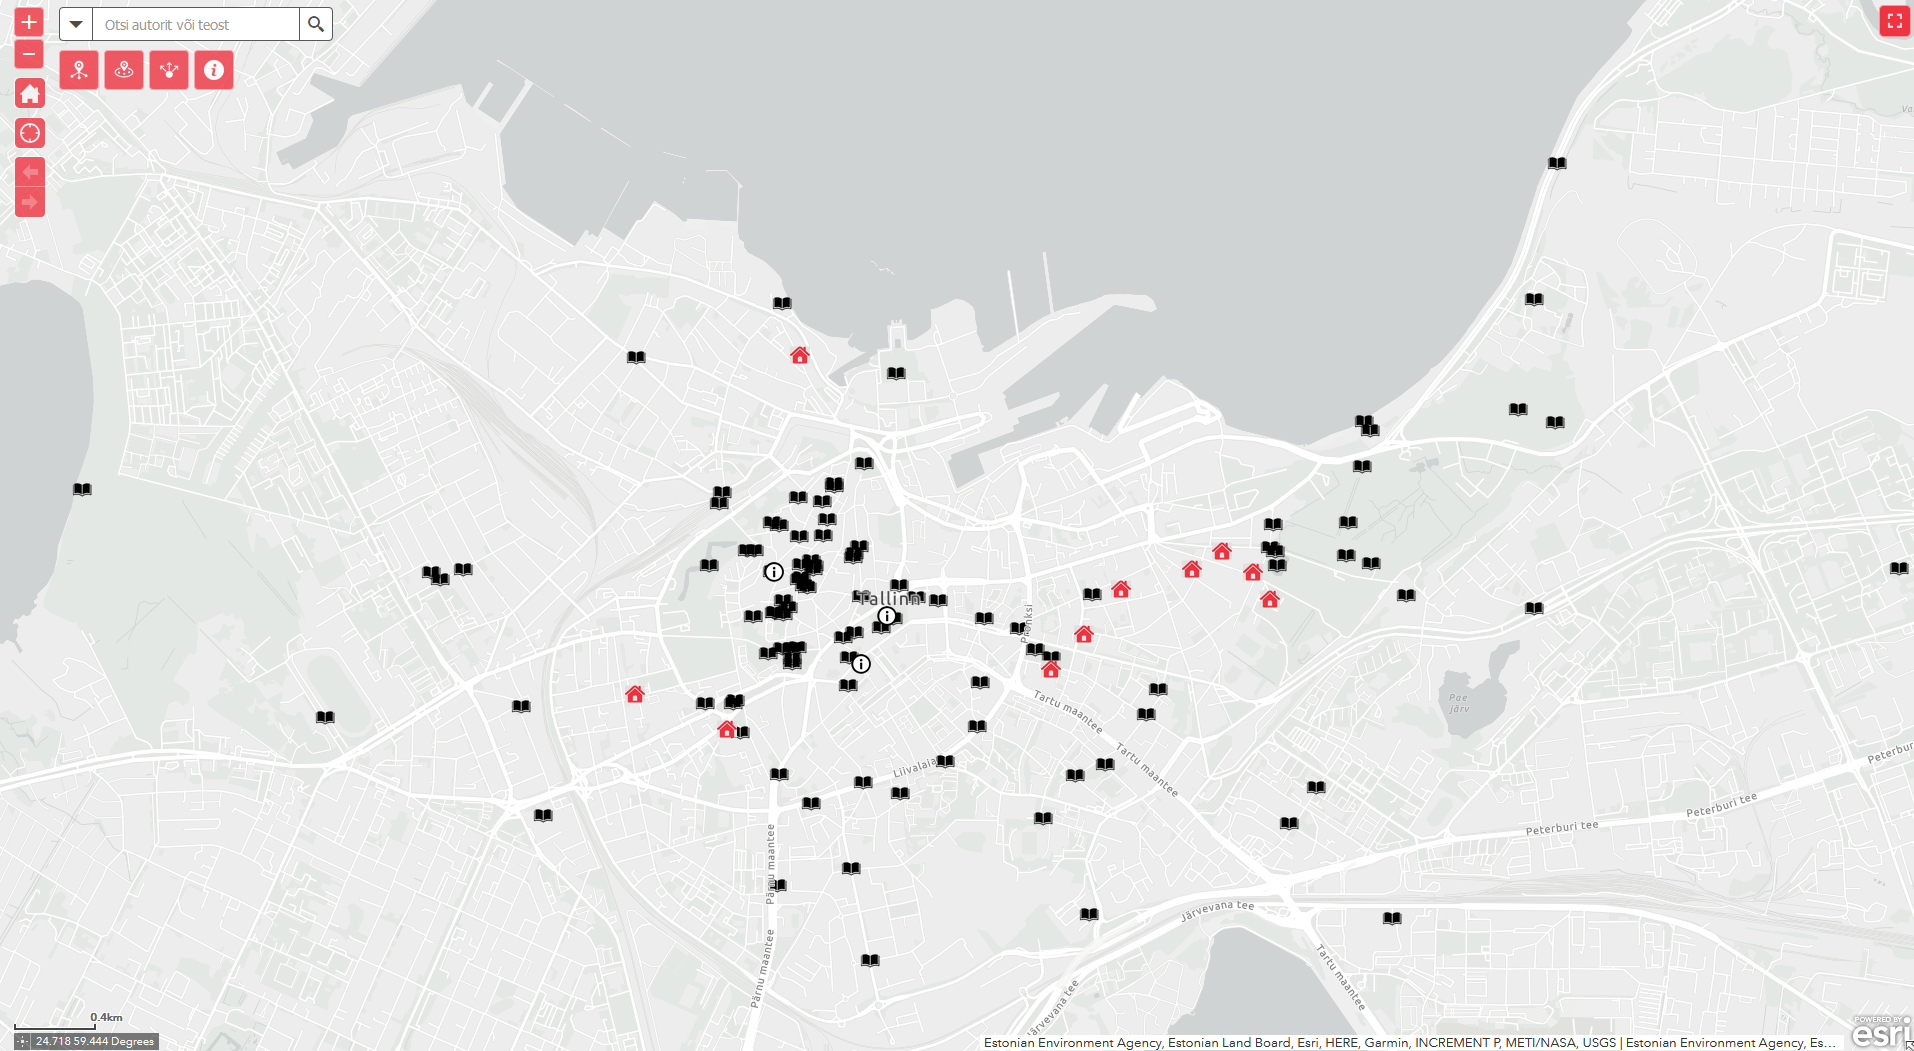 Otsi autorit või teost
Tallinn
Pronksi
Tartu maantee
Tartu maantee
Liivalaia
Pae
järv
Peterburi
Peterburi tee
Peterburi tee
Pärnu maantee
Pärnu maantee
Järvevana tee
Järvevana tee
Tartu maantee
0.4km
24.718 59.444 Degrees
Estonian Environment Agency, Estonian Land Board, Esri, HERE, Garmin, INCREMENT P, METI/NASA, USGS | Estonian Environment Agency, Es...
POWERED BY
esri